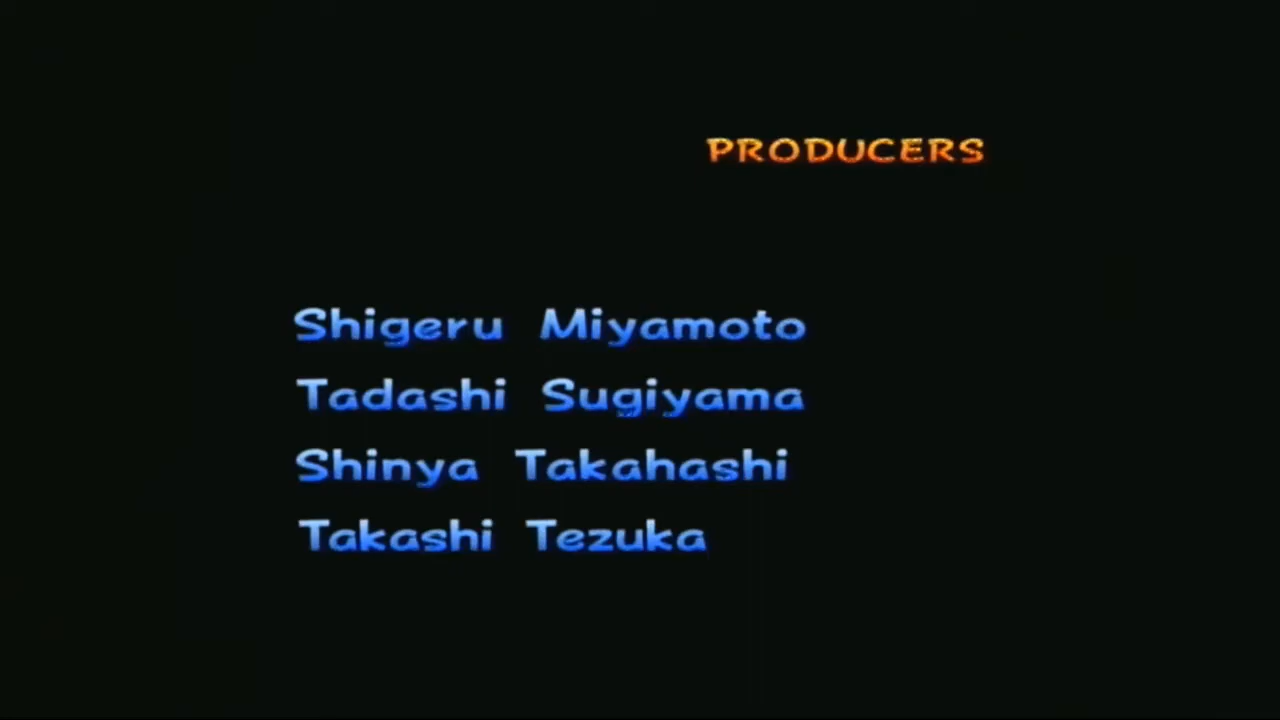 PRODUCERS
Shigeru Miyamoto
Tadashi Sugiyama
Shinya Takahashi
Takashi Tezuka